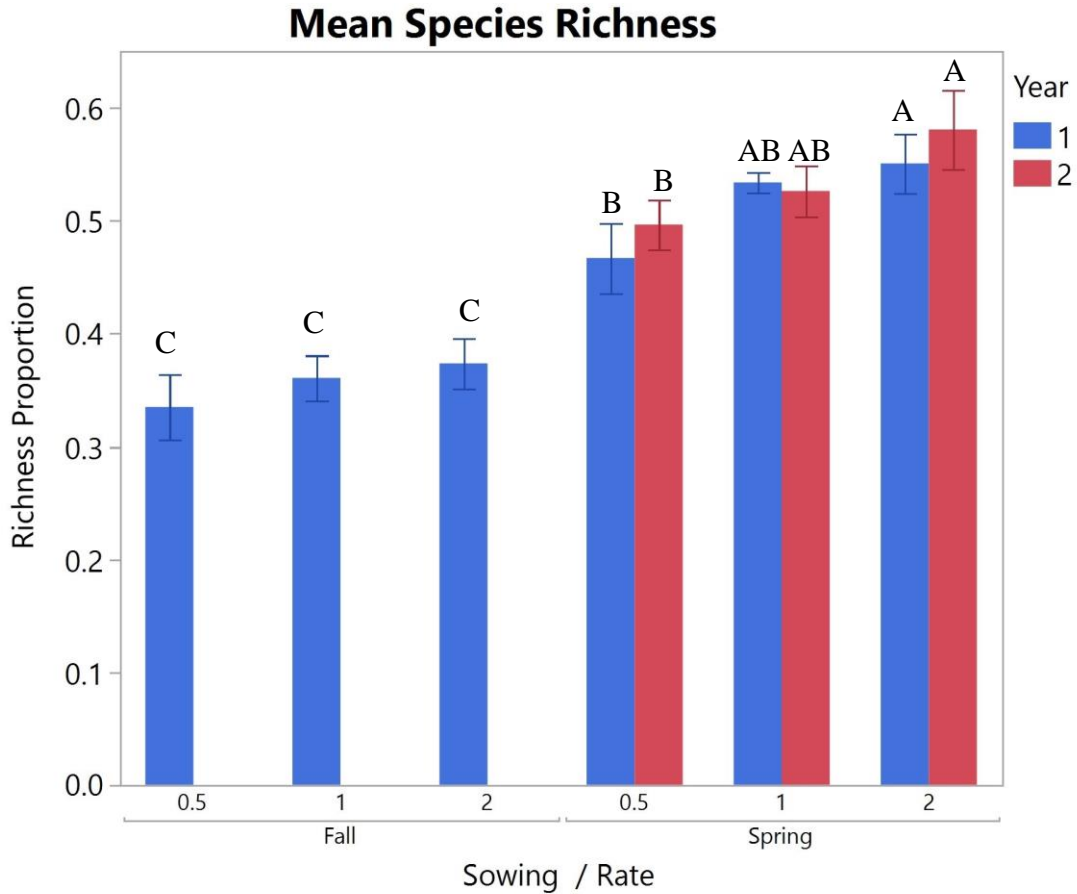 Mean Species Richness
Year
1
2
Richness Proportion
0.6
0.5
0.4
0.3
0.2
0.1
0.0
C
C
C
B
B
AB AB
A
A
0.5 1 2 0.5 1 2
Fall Spring
Sowing / Rate